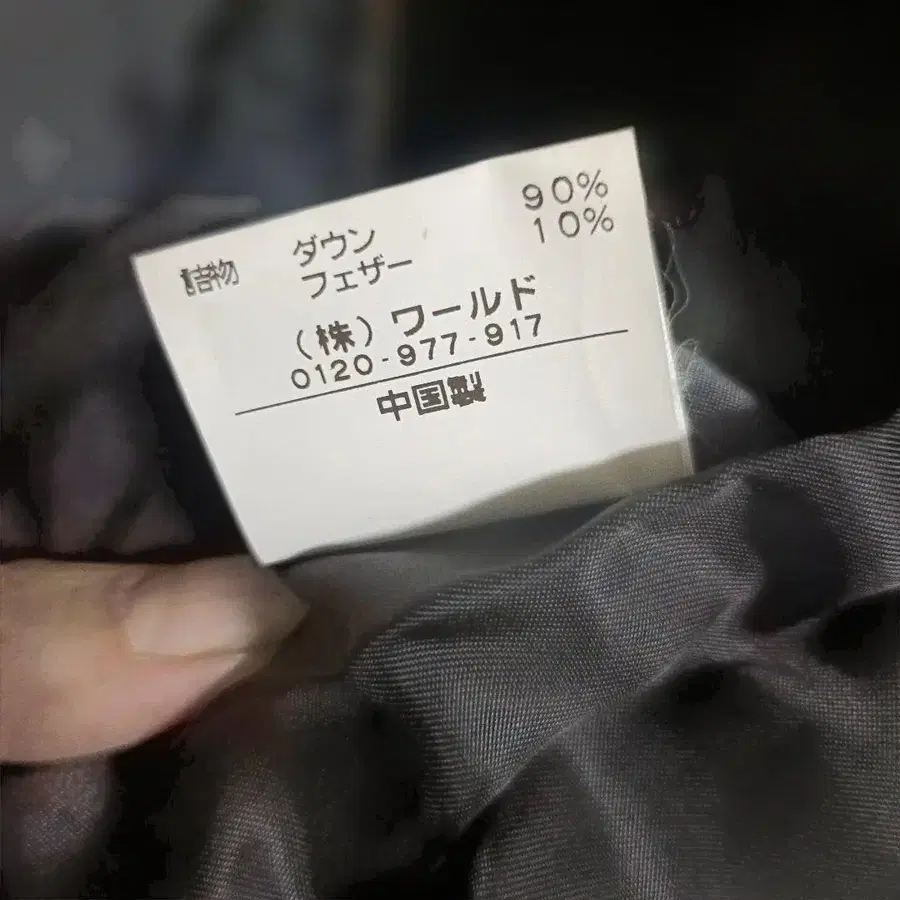 詰物 ダウン 90%
フェザー 10%
(株) ワールド
0120-977-917
中国製